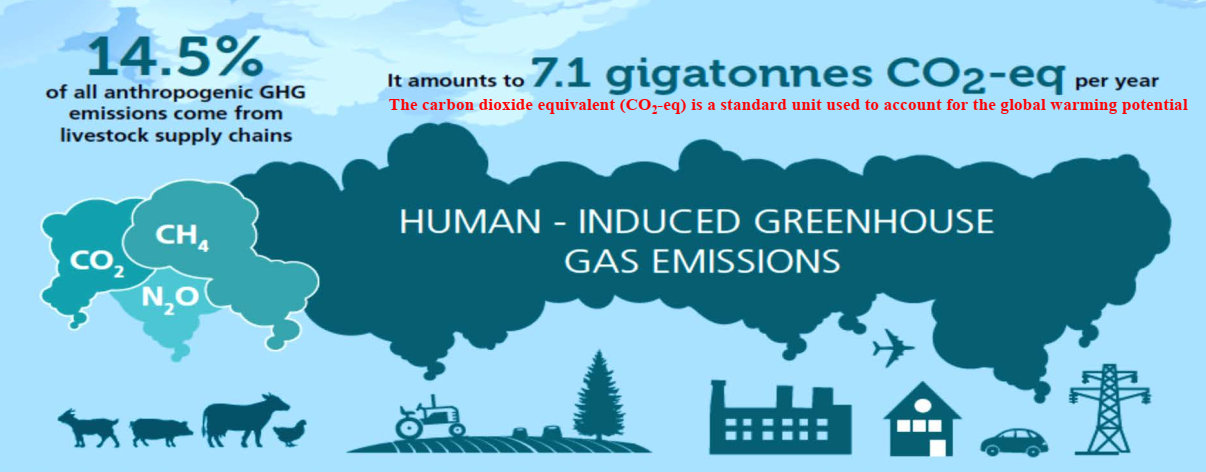 14.5%
of all anthropogenic GHG
emissions come from
livestock supply chains
It amounts to 7.1 gigatonnes CO₂-eq per year
The carbon dioxide equivalent (CO₂-eq) is a standard unit used to account for the global warming potential
HUMAN - INDUCED GREENHOUSE
GAS EMISSIONS
CH₄
CO₂
N₂O